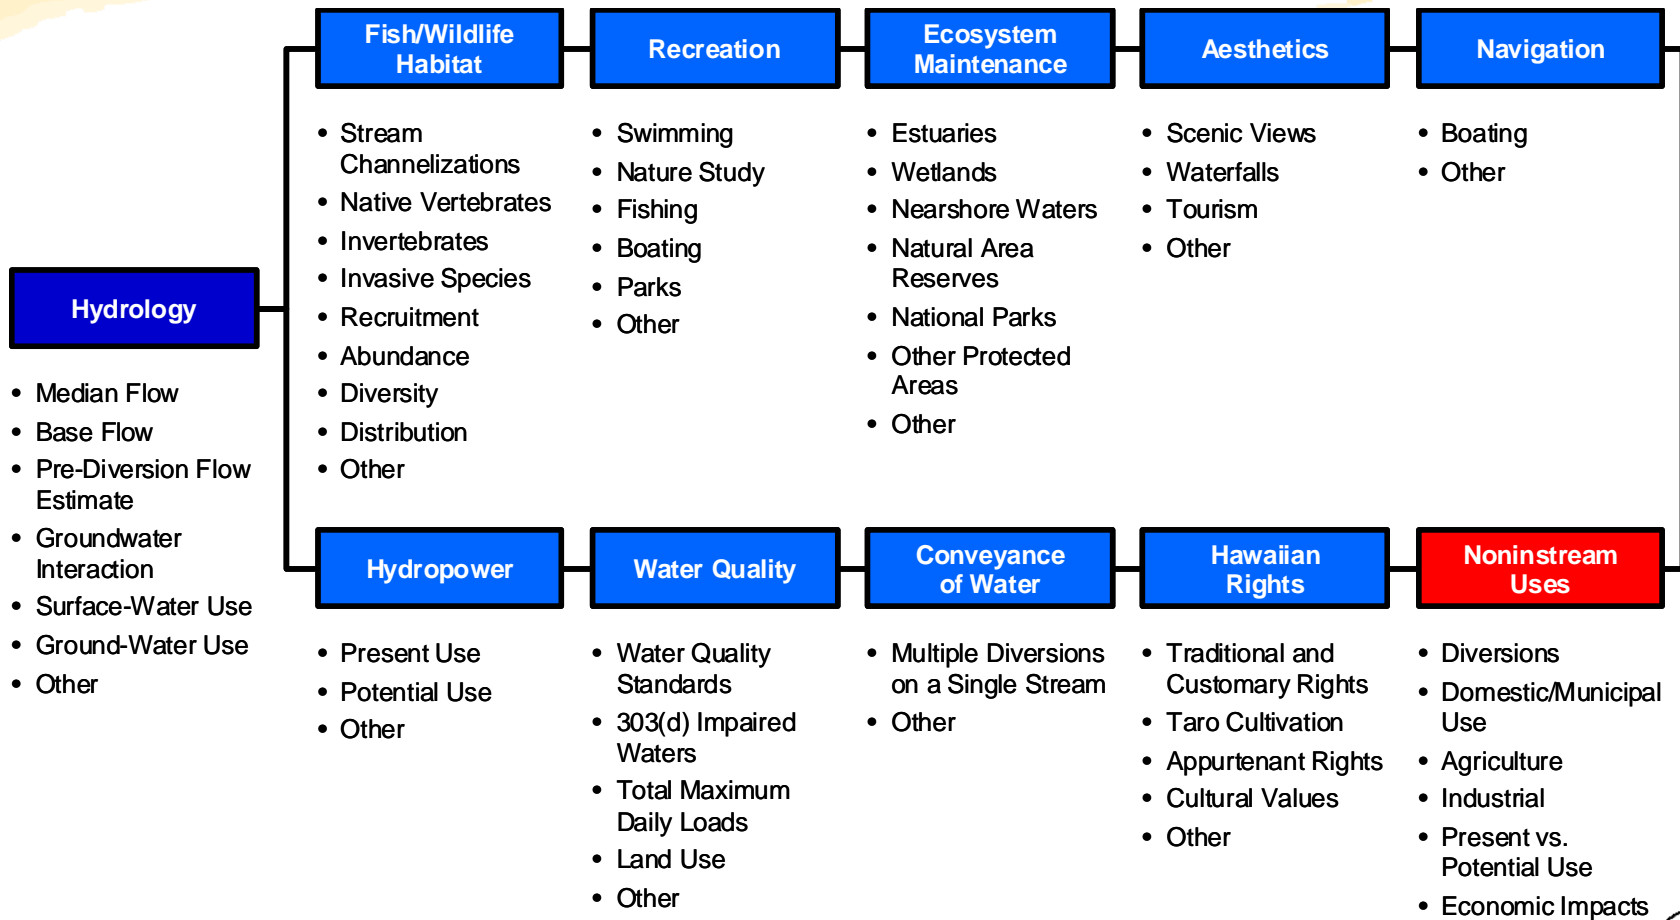 Hydrology
• Median Flow
• Base Flow
• Pre-Diversion Flow
Estimate
• Groundwater
Interaction
• Surface-Water Use
• Ground-Water Use
• Other
Fish/Wildlife
Habitat
• Stream
Channelizations
• Native Vertebrates
• Invertebrates
• Invasive Species
• Recruitment
• Abundance
• Diversity
• Distribution
• Other
Recreation
• Swimming
• Nature Study
• Fishing
• Boating
• Parks
• Other
Ecosystem
Maintenance
• Estuaries
• Wetlands
• Nearshore Waters
• Natural Area
Reserves
• National Parks
• Other Protected
Areas
• Other
Aesthetics
• Scenic Views
• Waterfalls
• Tourism
• Other
Navigation
• Boating
• Other
Hydropower
• Present Use
• Potential Use
• Other
Water Quality
• Water Quality
Standards
• 303(d) Impaired
Waters
• Total Maximum
Daily Loads
• Land Use
• Other
Conveyance
of Water
• Multiple Diversions
on a Single Stream
• Other
Hawaiian
Rights
• Traditional and
Customary Rights
• Taro Cultivation
• Appurtenant Rights
• Cultural Values
• Other
Noninstream
Uses
• Diversions
• Domestic/Municipal
Use
• Agriculture
• Industrial
• Present vs.
Potential Use
• Economic Impacts